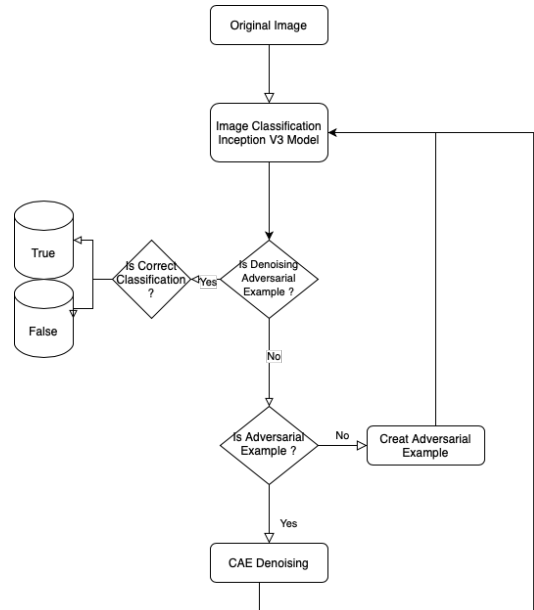 Original Image
Image Classification
Inception V3 Model
Is Denoising
Adversarial
Example ?
Yes
Is Correct
Classification
?
True
False
No
Is Adversarial
Example ?
No
Creat Adversarial
Example
Yes
CAE Denoising